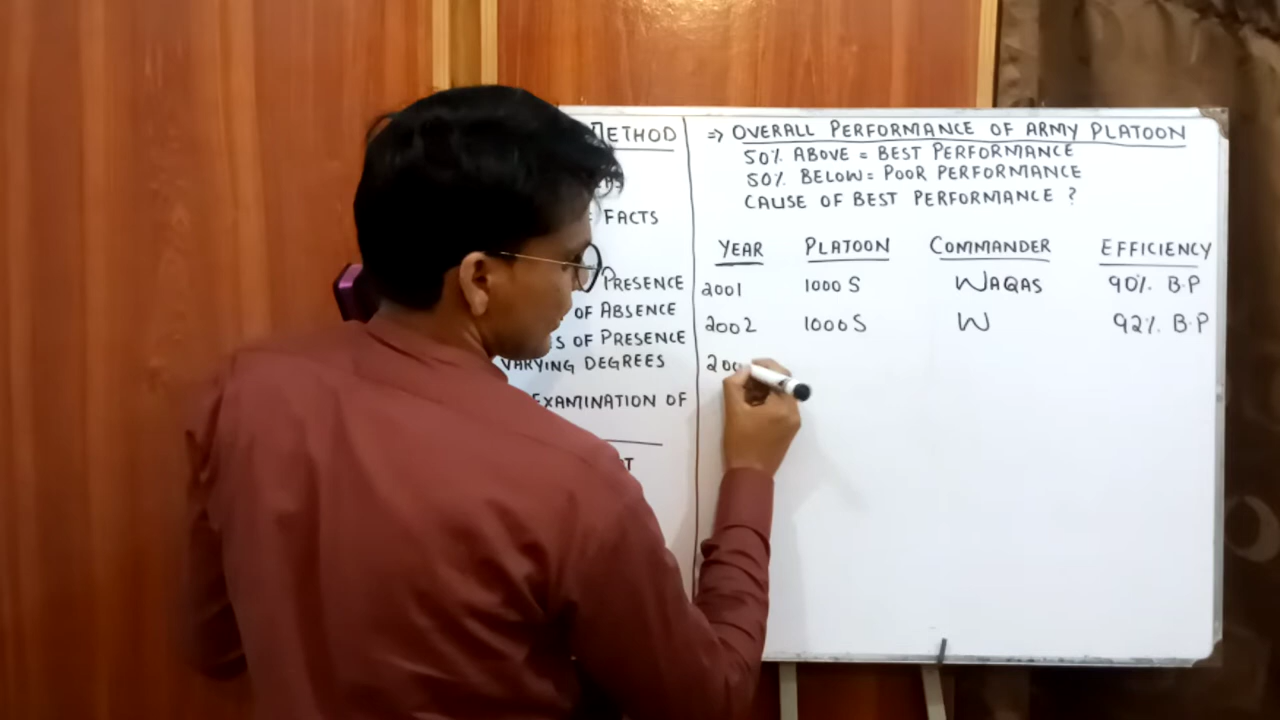 METHOD
FACTS
PRESENCE
OF ABSENCE
OF PRESENCE
VARYING DEGREES
EXAMINATION OF
⇒ OVERALL PERFORMANCE OF ARMY PLATOON
50% ABOVE = BEST PERFORMANCE
50% BELOW = POOR PERFORMANCE
CAUSE OF BEST PERFORMANCE ?
YEAR PLATOON COMMANDER EFFICIENCY
2001 1000 S WAQAS 90% B.P
2002 1000 S W 92% B.P
200